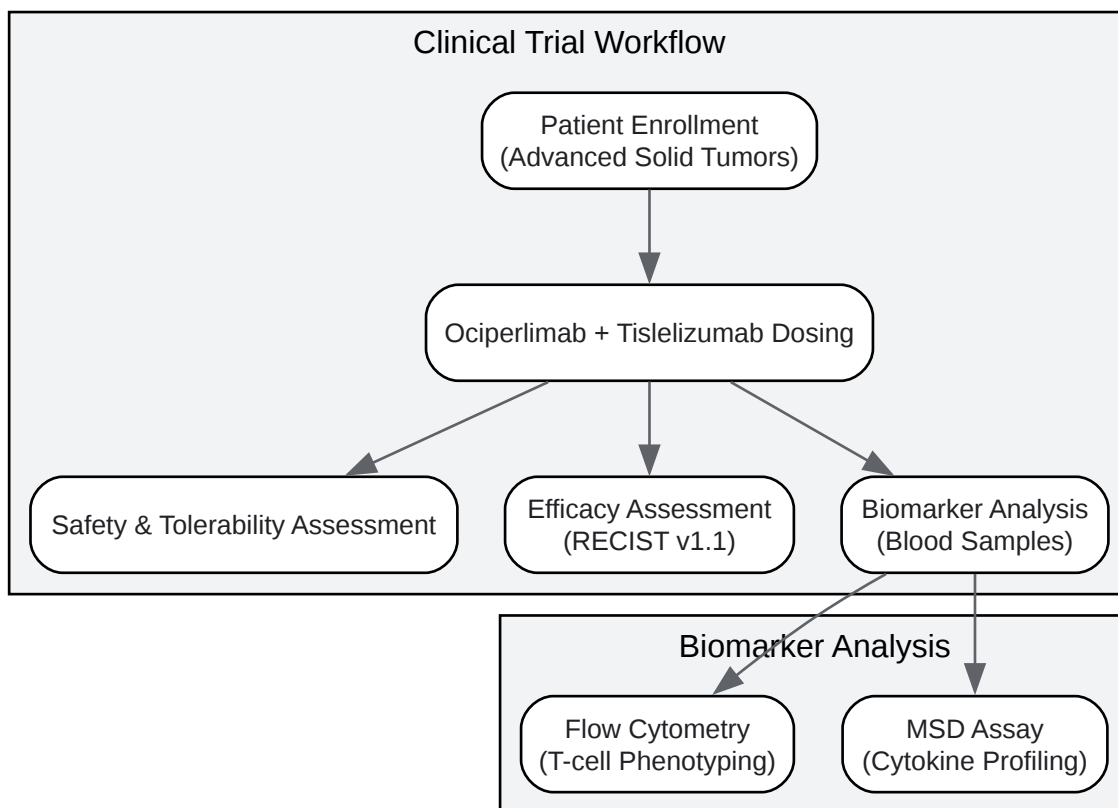 Clinical Trial Workflow
Patient Enrollment
(Advanced Solid Tumors)
Ociperlimab + Tislelizumab Dosing
Safety & Tolerability Assessment
Efficacy Assessment
(RECIST v1.1)
Biomarker Analysis
(Blood Samples)
Biomarker Analysis
Flow Cytometry
(T-cell Phenotyping)
MSD Assay
(Cytokine Profiling)